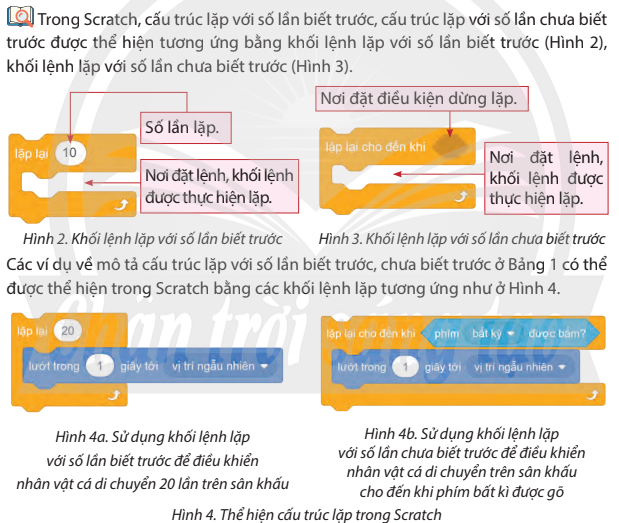 Trong Scratch, cấu trúc lặp với số lần biết trước, cấu trúc lặp với số lần chưa biết
trước được thể hiện tương ứng bằng khối lệnh lặp với số lần biết trước (Hình 2),
khối lệnh lặp với số lần chưa biết trước (Hình 3).
Số lần lặp.
lặp lại 10
Nơi đặt lệnh, khối lệnh
được thực hiện lặp.
Nơi đặt điều kiện dừng lặp.
lặp lại cho đến khi
Nơi đặt lệnh,
khối lệnh được
thực hiện lặp.
Hình 2. Khối lệnh lặp với số lần biết trước
Hình 3. Khối lệnh lặp với số lần chưa biết trước
Các ví dụ về mô tả cấu trúc lặp với số lần biết trước, chưa biết trước ở Bảng 1 có thể
được thể hiện trong Scratch bằng các khối lệnh lặp tương ứng như ở Hình 4.
lặp lại 20
lướt trong 1 giây tới vị trí ngẫu nhiên
lặp lại cho đến khi phím bất kỳ được bấm?
lướt trong 1 giây tới vị trí ngẫu nhiên
Hình 4a. Sử dụng khối lệnh lặp
với số lần biết trước để điều khiển
nhân vật cá di chuyển 20 lần trên sân khấu
Hình 4b. Sử dụng khối lệnh lặp
với số lần chưa biết trước để điều khiển
nhân vật cá di chuyển trên sân khấu
cho đến khi phím bất kì được gõ
Hình 4. Thể hiện cấu trúc lặp trong Scratch
Chân trời sáng tạo